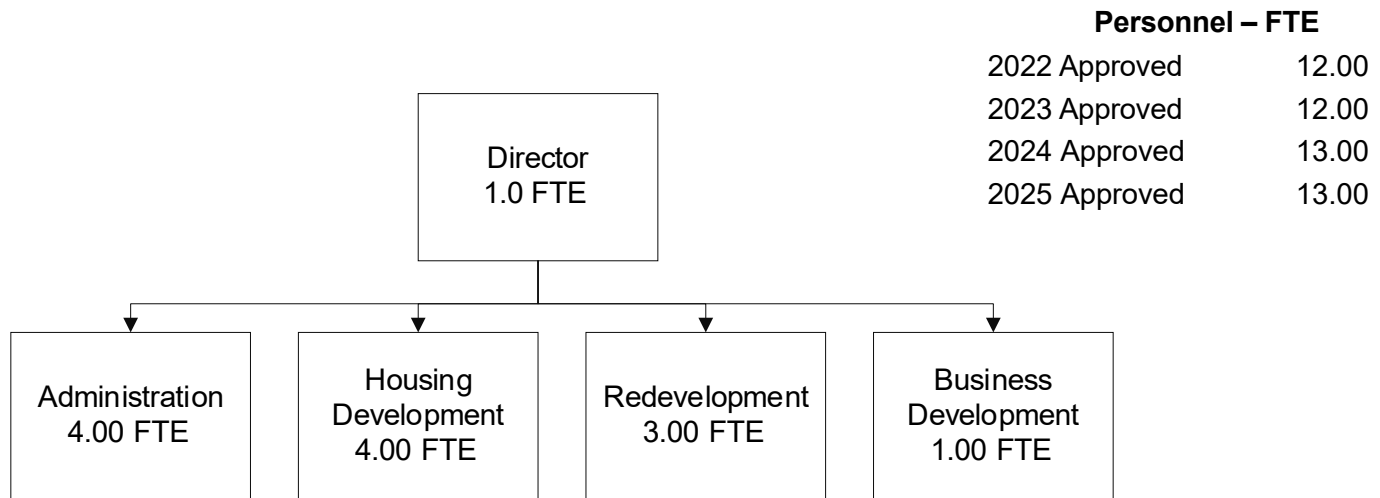 Personnel – FTE
2022 Approved 12.00
2023 Approved 12.00
2024 Approved 13.00
2025 Approved 13.00
Director
1.0 FTE
Administration
4.00 FTE
Housing
Development
4.00 FTE
Redevelopment
3.00 FTE
Business
Development
1.00 FTE